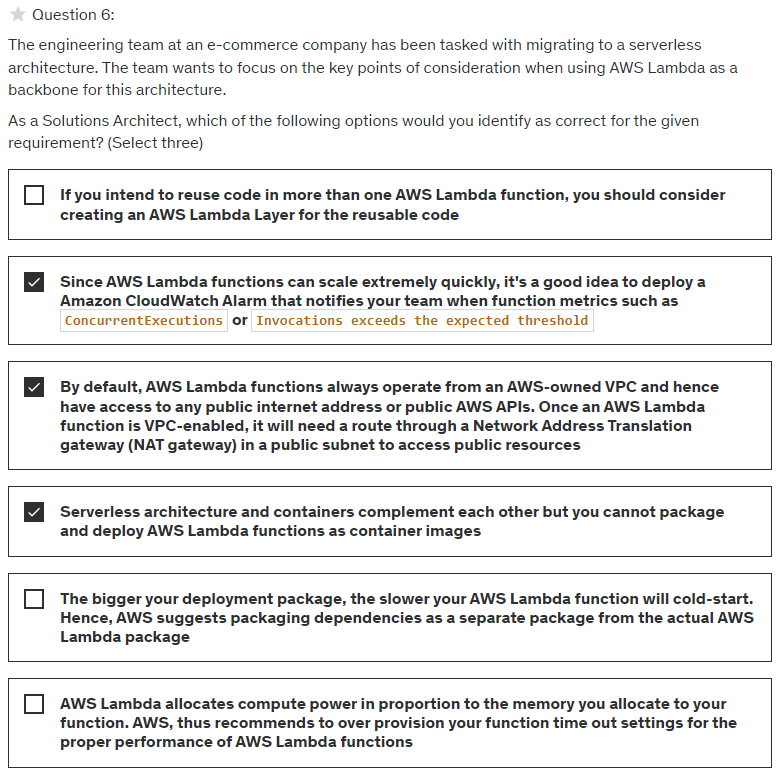 Question 6:
The engineering team at an e-commerce company has been tasked with migrating to a serverless
architecture. The team wants to focus on the key points of consideration when using AWS Lambda as a
backbone for this architecture.
As a Solutions Architect, which of the following options would you identify as correct for the given
requirement? (Select three)
If you intend to reuse code in more than one AWS Lambda function, you should consider
creating an AWS Lambda Layer for the reusable code
Since AWS Lambda functions can scale extremely quickly, it's a good idea to deploy a
Amazon CloudWatch Alarm that notifies your team when function metrics such as
ConcurrentExecutions or Invocations exceeds the expected threshold
By default, AWS Lambda functions always operate from an AWS-owned VPC and hence
have access to any public internet address or public AWS APIs. Once an AWS Lambda
function is VPC-enabled, it will need a route through a Network Address Translation
gateway (NAT gateway) in a public subnet to access public resources
Serverless architecture and containers complement each other but you cannot package
and deploy AWS Lambda functions as container images
The bigger your deployment package, the slower your AWS Lambda function will cold-start.
Hence, AWS suggests packaging dependencies as a separate package from the actual AWS
Lambda package
AWS Lambda allocates compute power in proportion to the memory you allocate to your
function. AWS, thus recommends to over provision your function time out settings for the
proper performance of AWS Lambda functions